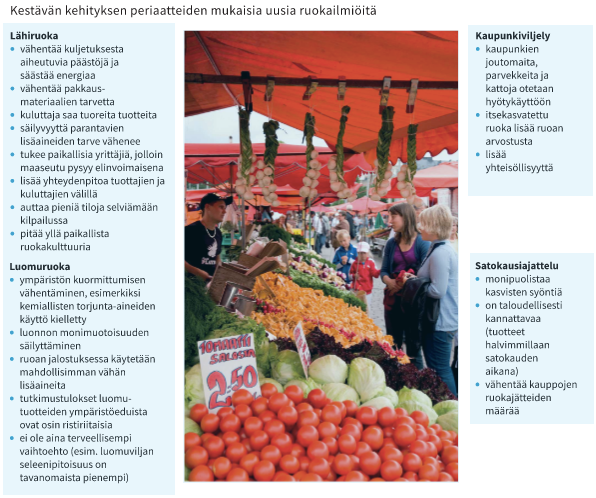 Kestävän kehityksen periaatteiden mukaisia uusia ruokailmiöitä
Lähiruoka
• vähentää kuljetuksesta
aiheutuvia päästöjä ja
säästää energiaa
• vähentää pakkaus-
materiaalien tarvetta
• kuluttaja saa tuoreita tuotteita
• säilyvyyttä parantavien
lisäaineiden tarve vähenee
• tukee paikallisia yrittäjiä, jolloin
maaseutu pysyy elinvoimaisena
• lisää yhteydenpitoa tuottajien ja
kuluttajien välillä
• auttaa pieniä tiloja selviämään
kilpailussa
• pitää yllä paikallista
ruokakulttuuria
Luomuruoka
• ympäristön kuormittumisen
vähentäminen, esimerkiksi
kemiallisten torjunta-aineiden
käyttö kielletty
• luonnon monimuotoisuuden
säilyttäminen
• ruoan jalostuksessa käytetään
mahdollisimman vähän
lisäaineita
• tutkimustulokset luomu-
tuotteiden ympäristöeduista
ovat osin ristiriitaisia
• ei ole aina terveellisempi
vaihtoehto (esim. luomuviljan
seleenipitoisuus on
tavanomaista pienempi)
Kaupunkiviljely
• kaupunkien
joutomaita,
parvekkeita ja
kattoja otetaan
hyötykäyttöön
• itsekasvatettu
ruoka lisää ruoan
arvostusta
• lisää
yhteisöllisyyttä
Satokausiajattelu
• monipuolistaa
kasvisten syöntiä
• on taloudellisesti
kannattavaa
(tuotteet
halvimmillaan
satokauden
aikana)
• vähentää kauppojen
ruokajätteiden
määrää
2.50